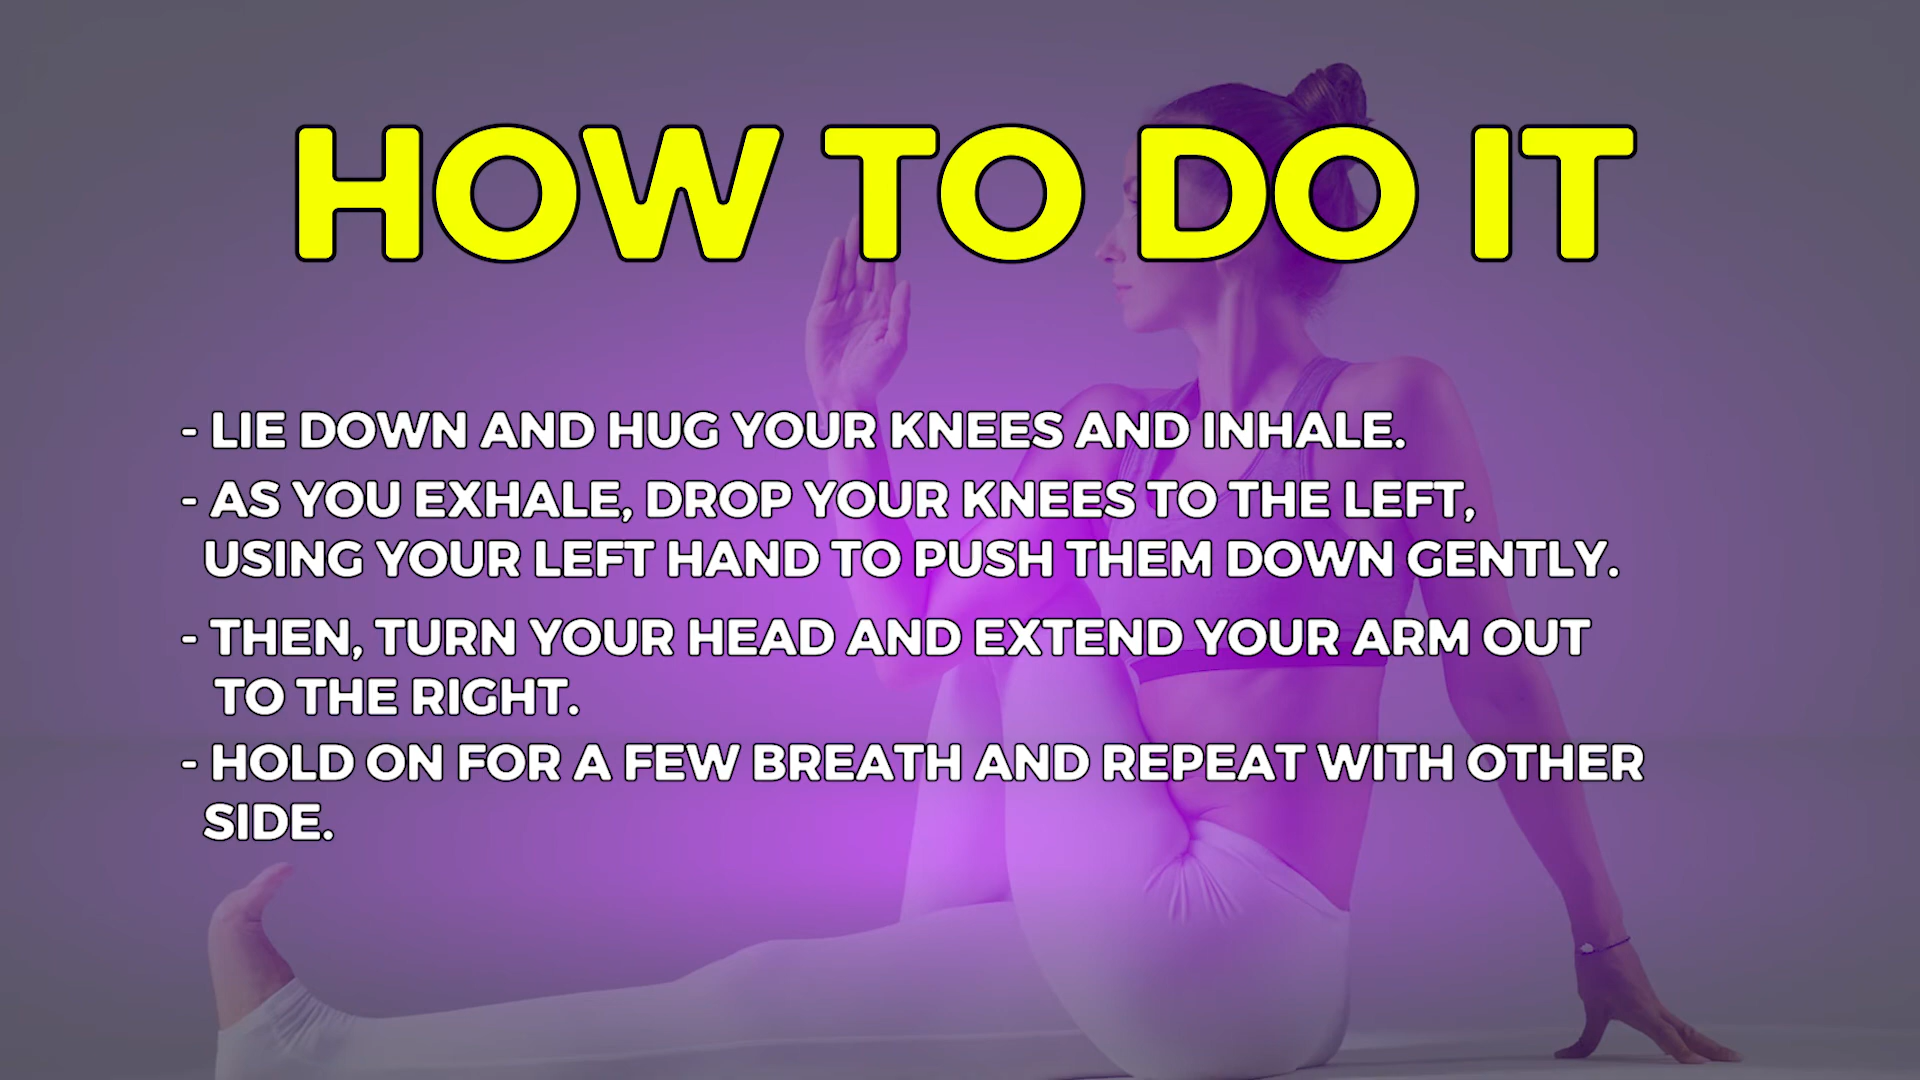 HOW TO DO IT
- LIE DOWN AND HUG YOUR KNEES AND INHALE.
- AS YOU EXHALE, DROP YOUR KNEES TO THE LEFT,
USING YOUR LEFT HAND TO PUSH THEM DOWN GENTLY.
- THEN, TURN YOUR HEAD AND EXTEND YOUR ARM OUT
TO THE RIGHT.
- HOLD ON FOR A FEW BREATH AND REPEAT WITH OTHER
SIDE.